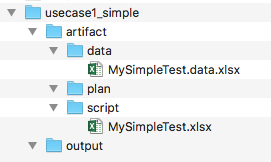 usecase1_simple
artifact
data
MySimpleTest.data.xlsx
plan
script
MySimpleTest.xlsx
output